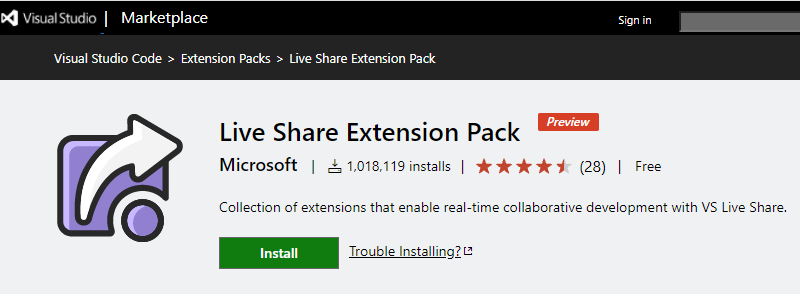 Visual Studio | Marketplace Sign in
Visual Studio Code > Extension Packs > Live Share Extension Pack
Live Share Extension Pack Preview
Microsoft | 1,018,119 installs | (28) | Free
Collection of extensions that enable real-time collaborative development with VS Live Share.
Install Trouble Installing?